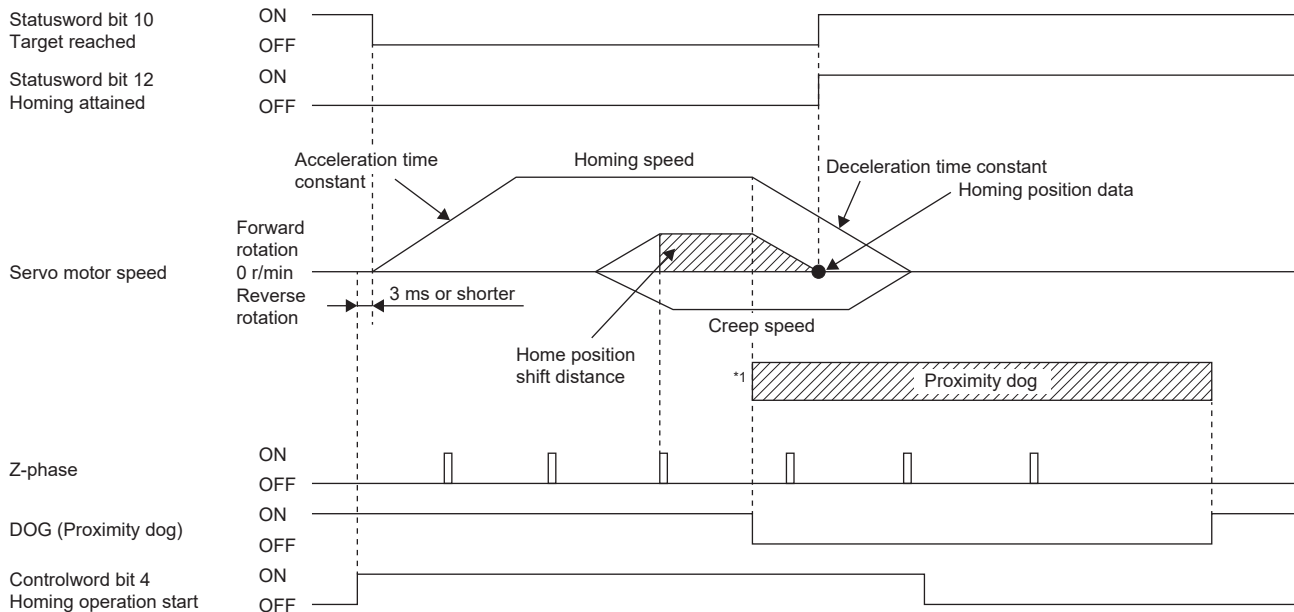 Statusword bit 10
Target reached
ON
OFF
Statusword bit 12
Homing attained
ON
OFF
Acceleration time
constant
Homing speed
Deceleration time constant
Homing position data
Servo motor speed
Forward
rotation
0 r/min
Reverse
rotation
3 ms or shorter
Creep speed
Home position
shift distance
*1
Proximity dog
Z-phase
ON
OFF
DOG (Proximity dog)
ON
OFF
Controlword bit 4
Homing operation start
ON
OFF